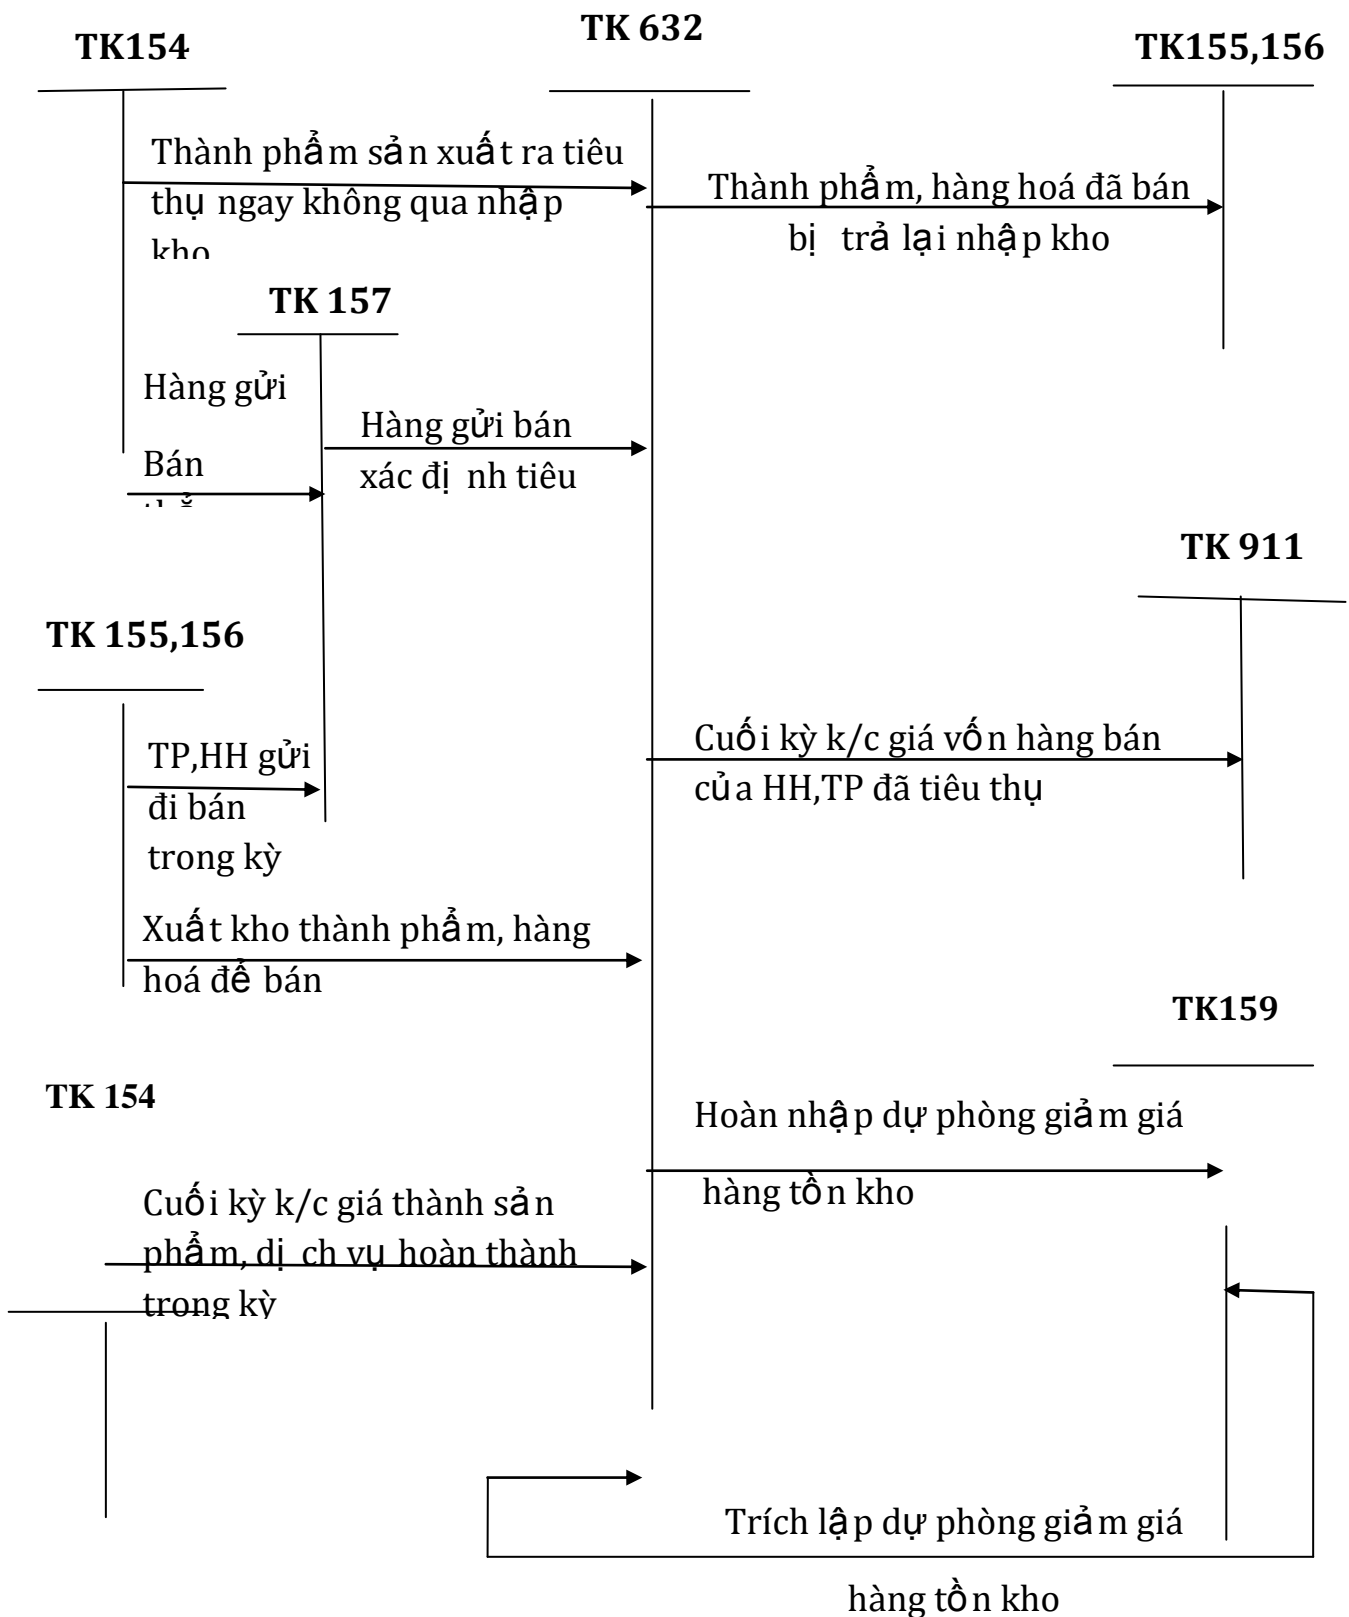 TK154
TK 632
TK155,156
Thành phẩm sản xuất ra tiêu
thụ ngay không qua nhập
kho
Thành phẩm, hàng hoá đã bán
bị trả lại nhập kho
TK 157
Hàng gửi
Bán
Hàng gửi bán
xác định tiêu
TK 911
TK 155,156
TP,HH gửi
đi bán
trong kỳ
Cuối kỳ k/c giá vốn hàng bán
của HH,TP đã tiêu thụ
Xuất kho thành phẩm, hàng
hoá để bán
TK159
TK 154
Hoàn nhập dự phòng giảm giá
hàng tồn kho
Cuối kỳ k/c giá thành sản
phẩm, dịch vụ hoàn thành
trong kỳ
Trích lập dự phòng giảm giá
hàng tồn kho